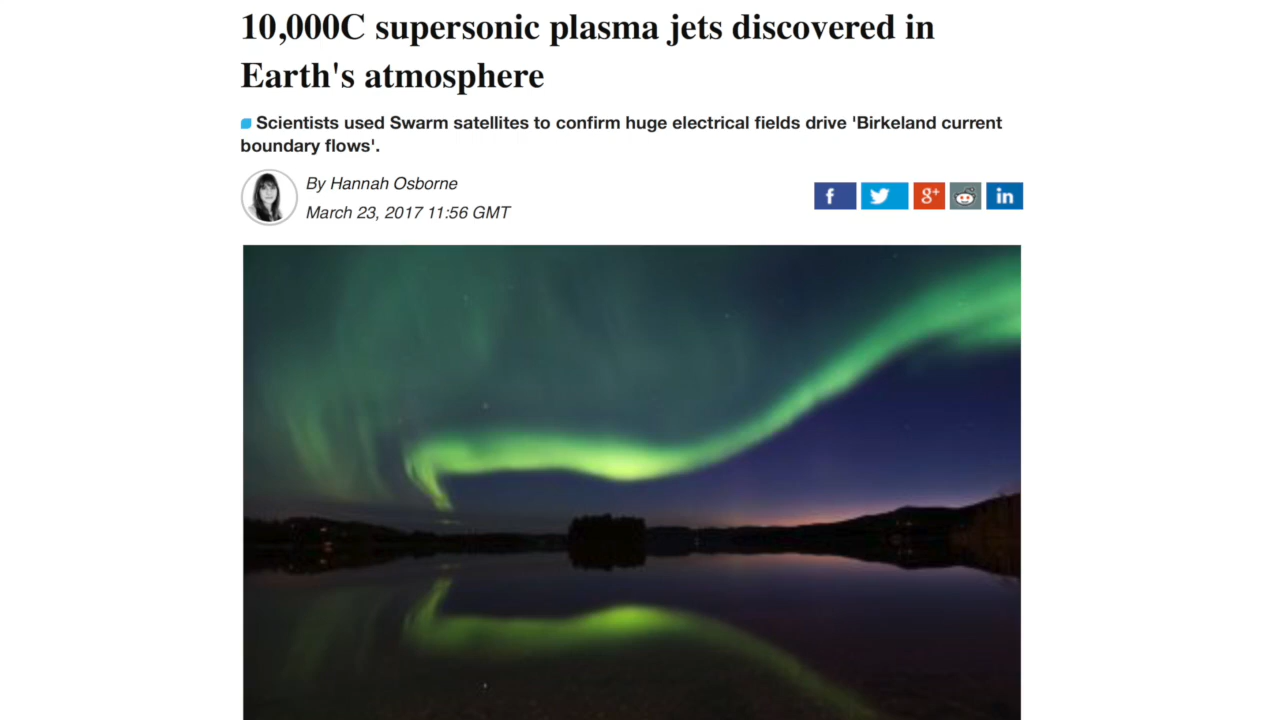 10,000C supersonic plasma jets discovered in
Earth's atmosphere
Scientists used Swarm satellites to confirm huge electrical fields drive 'Birkeland current
boundary flows'.
By Hannah Osborne
March 23, 2017 11:56 GMT
f g+ in